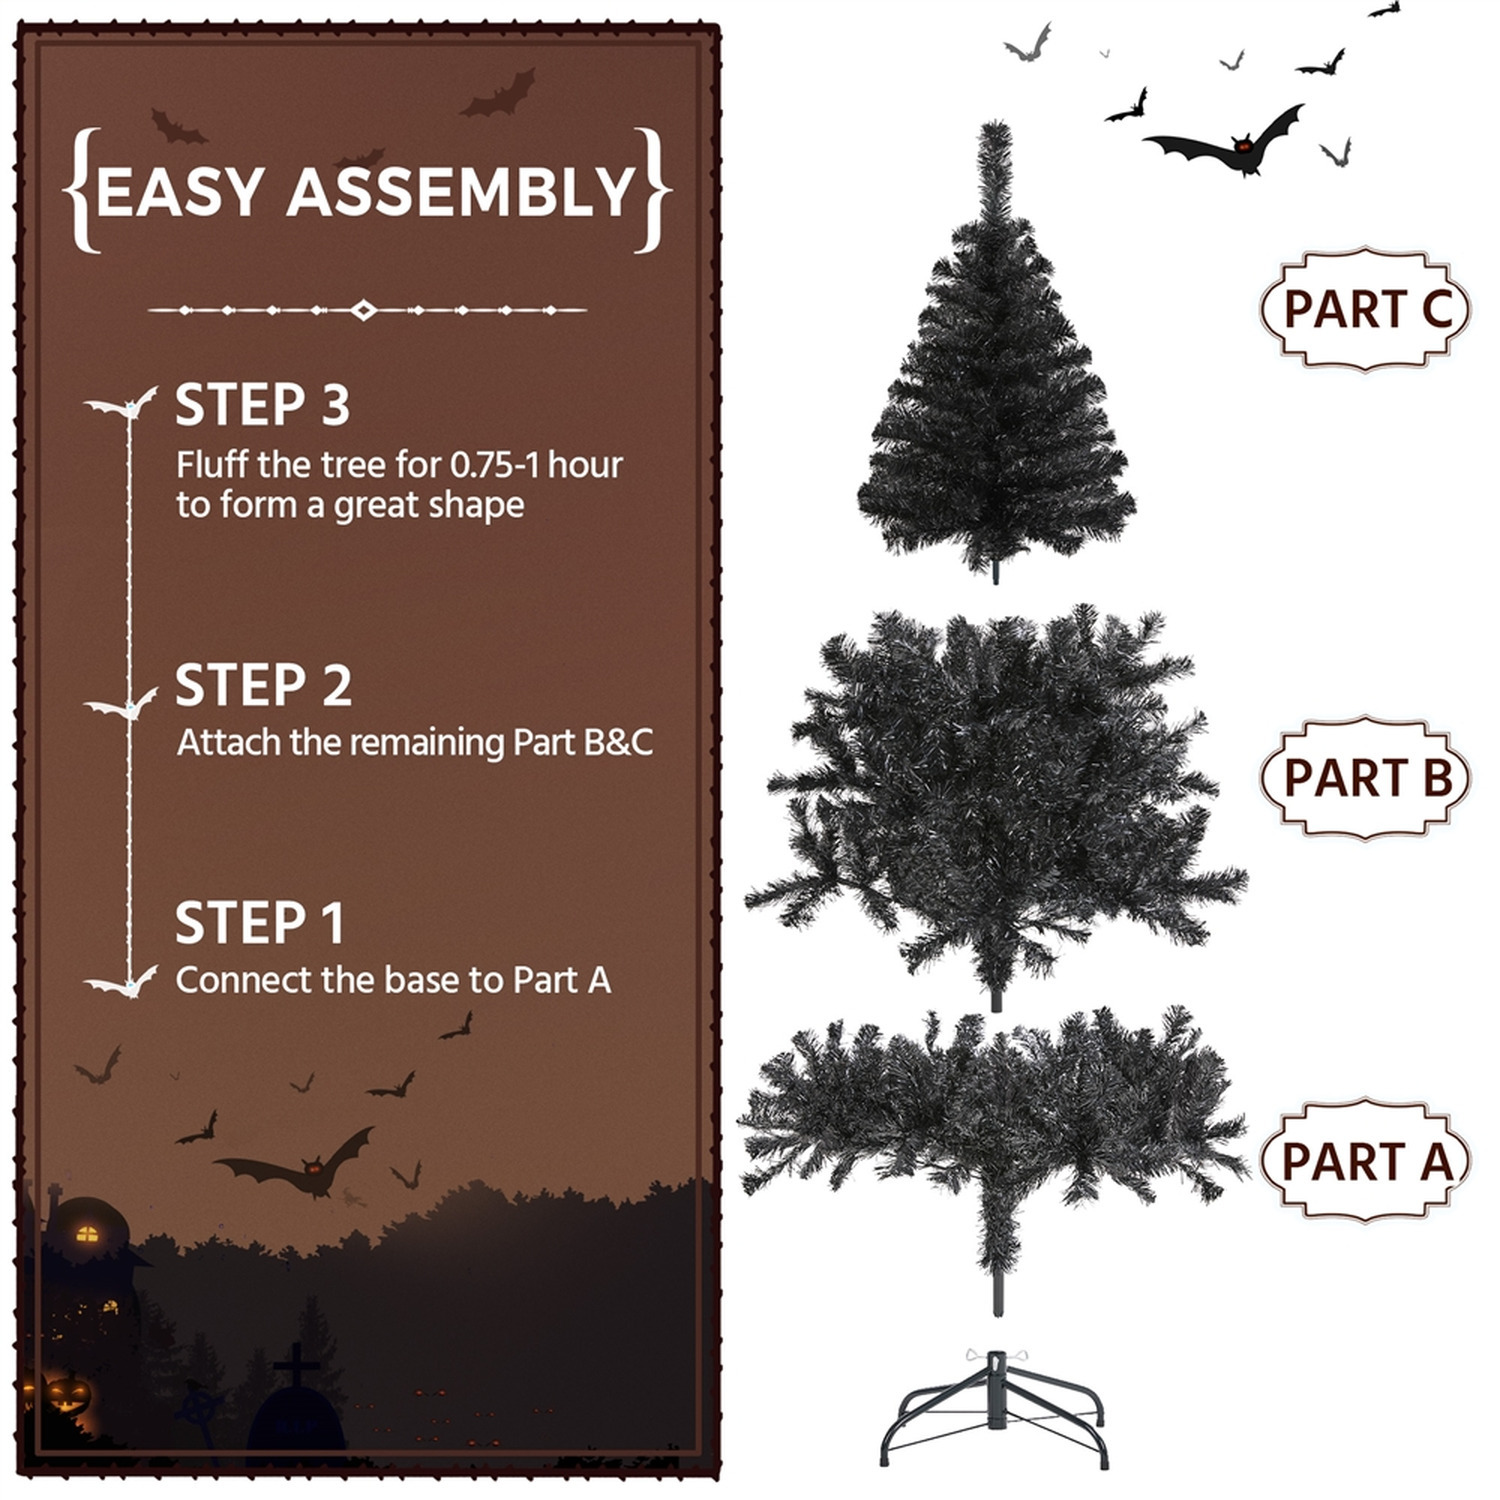 {EASY ASSEMBLY}
STEP 3
Fluff the tree for 0.75-1 hour
to form a great shape
STEP 2
Attach the remaining Part B&C
STEP 1
Connect the base to Part A
PART C
PART B
PART A